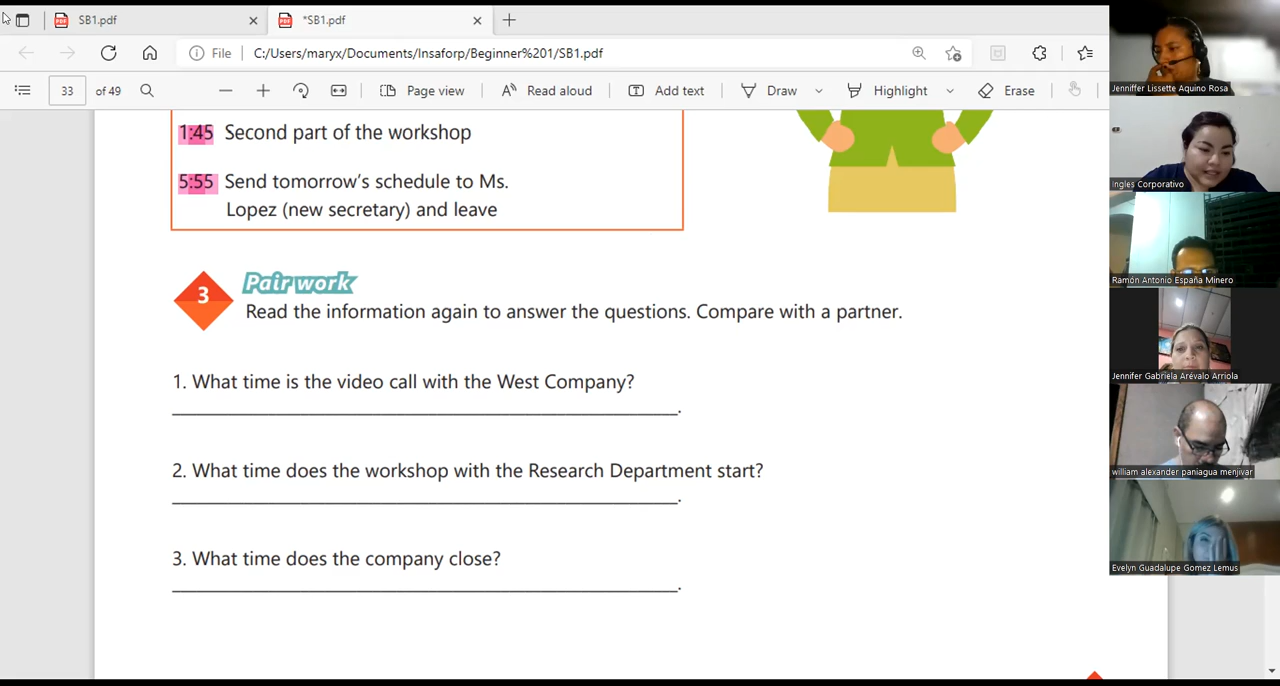 SB1.pdf
*SB1.pdf
File C:/Users/maryx/Documents/Insaforp/Beginner%201/SB1.pdf
33 of 49 Page view Read aloud Add text Draw Highlight Erase
1:45 Second part of the workshop
5:55 Send tomorrow's schedule to Ms.
Lopez (new secretary) and leave
3 Pair work
Read the information again to answer the questions. Compare with a partner.
1. What time is the video call with the West Company?
2. What time does the workshop with the Research Department start?
3. What time does the company close?
Jenniffer Lissette Aquino Rosa
Ingles Corporativo
Ramón Antonio España Minero
Jennifer Gabriela Arévalo Arriola
william alexander paniagua menjivar
Evelyn Guadalupe Gomez Lemus